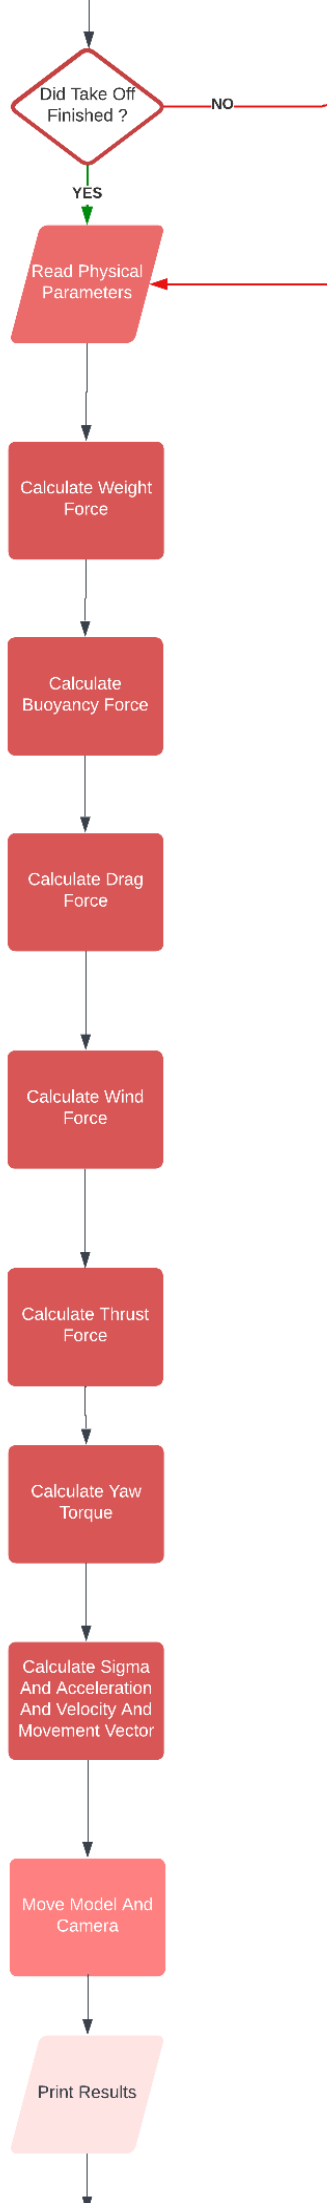 Did Take Off
Finished ?
NO
YES
Read Physical
Parameters
Calculate Weight
Force
Calculate
Buoyancy Force
Calculate Drag
Force
Calculate Wind
Force
Calculate Thrust
Force
Calculate Yaw
Torque
Calculate Sigma
And Acceleration
And Velocity And
Movement Vector
Move Model And
Camera
Print Results